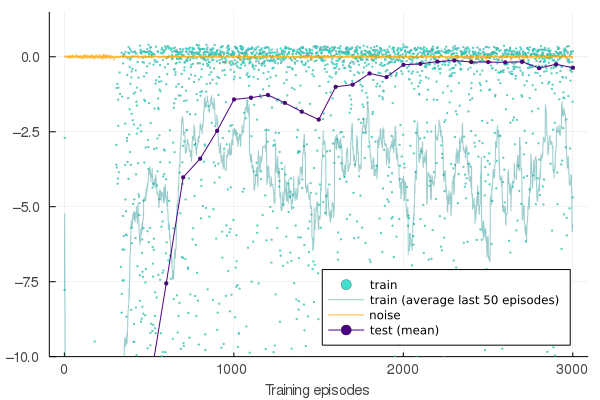 0.0
−2.5
−5.0
−7.5
−10.0
0
1000
2000
3000
Training episodes
train
train (average last 50 episodes)
noise
test (mean)